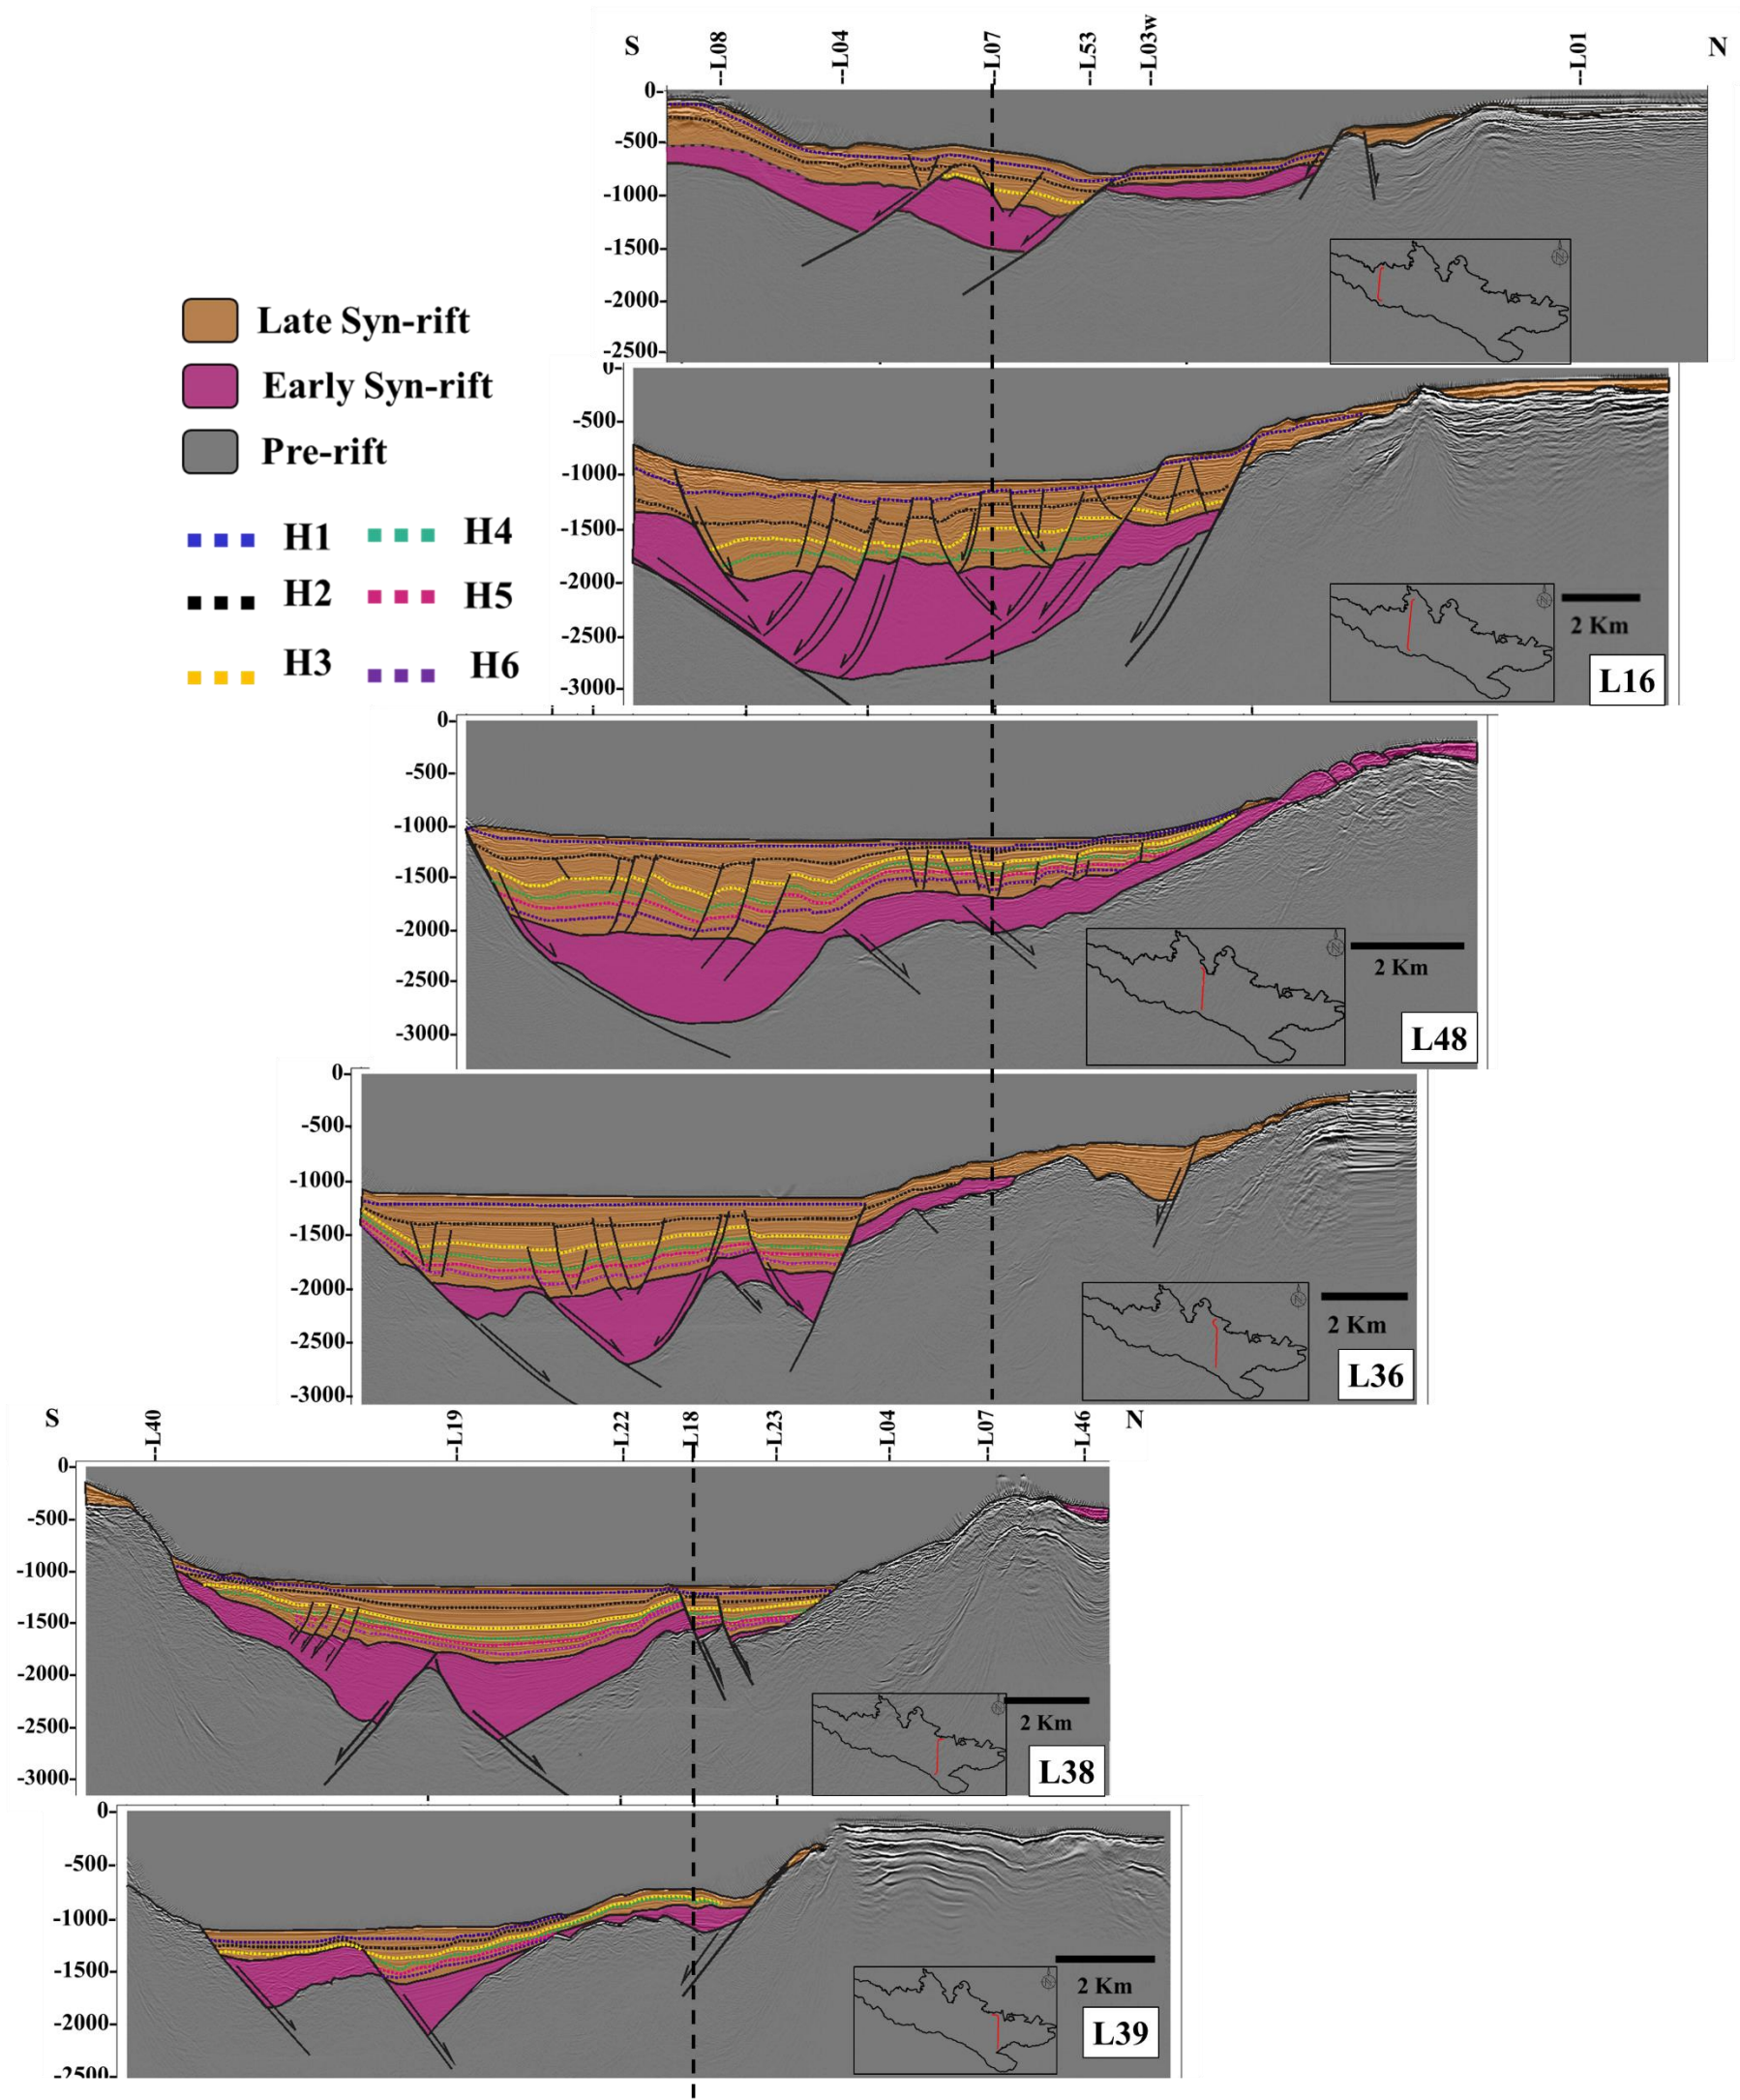 S --L08 --L04 --L07 --L53 --L03w --L01 N
0-
-500-
-1000-
-1500-
-2000-
-2500-
N
Late Syn-rift
Early Syn-rift
Pre-rift
H1 H4
H2 H5
H3 H6
0-
-500-
-1000-
-1500-
-2000-
-2500-
-3000-
N
2 Km
L16
0-
-500-
-1000-
-1500-
-2000-
-2500-
-3000-
N
2 Km
L48
0-
-500-
-1000-
-1500-
-2000-
-2500-
-3000-
N
2 Km
L36
S --L40 --L19 --L22 --L18 --L23 --L04 --L07 --L46 N
0-
-500-
-1000-
-1500-
-2000-
-2500-
-3000-
N
2 Km
L38
0-
-500-
-1000-
-1500-
-2000-
-2500-
N
2 Km
L39